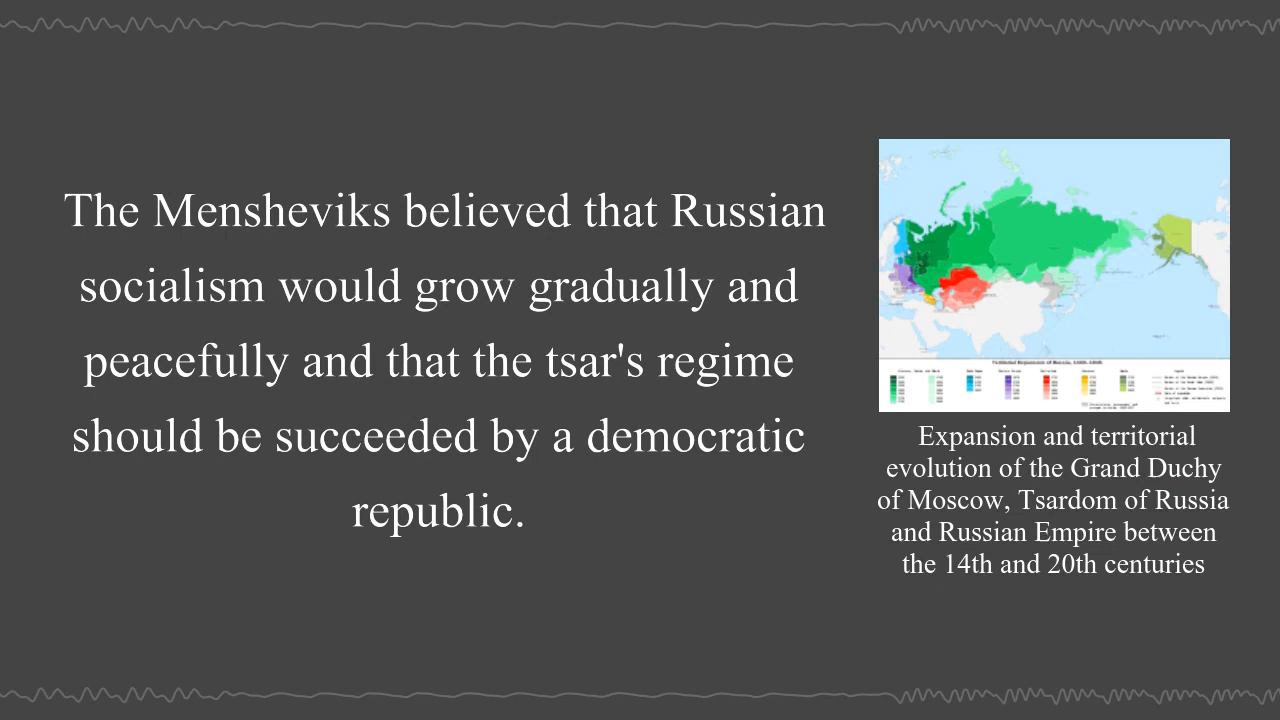 The Mensheviks believed that Russian
socialism would grow gradually and
peacefully and that the tsar's regime
should be succeeded by a democratic
republic.
Expansion and territorial
evolution of the Grand Duchy
of Moscow, Tsardom of Russia
and Russian Empire between
the 14th and 20th centuries